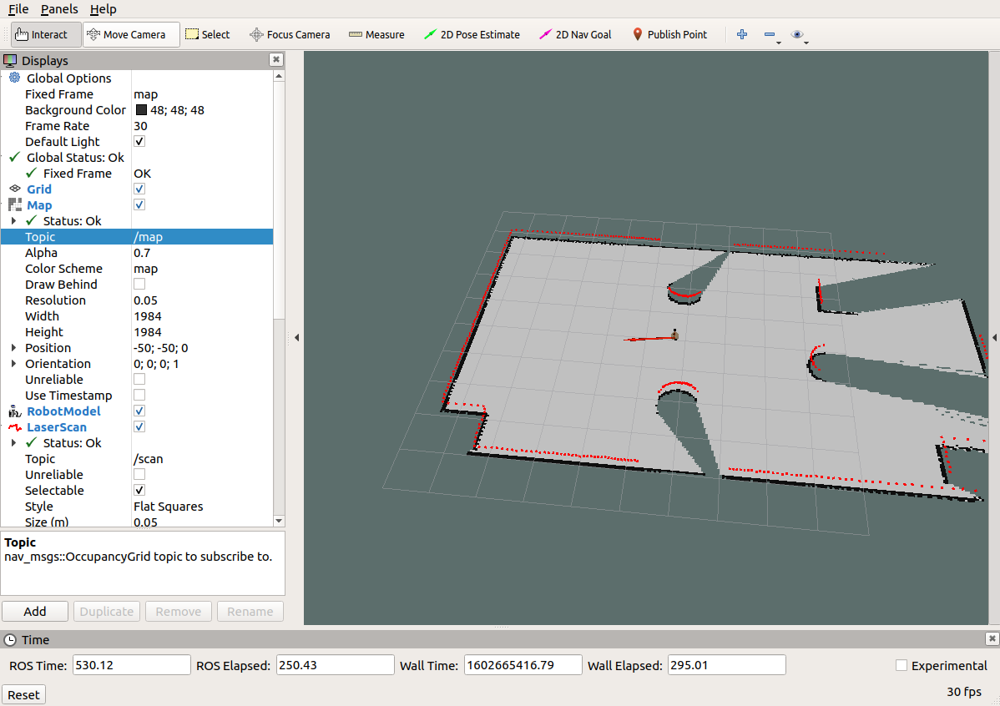 File Panels Help
Interact Move Camera Select Focus Camera Measure 2D Pose Estimate 2D Nav Goal Publish Point
Displays
Global Options
Fixed Frame map
Background Color 48; 48; 48
Frame Rate 30
Default Light
Global Status: Ok
Fixed Frame OK
Grid
Map
Status: Ok
Topic /map
Alpha 0.7
Color Scheme map
Draw Behind
Resolution 0.05
Width 1984
Height 1984
Position -50; -50; 0
Orientation 0; 0; 0; 1
Unreliable
Use Timestamp
RobotModel
LaserScan
Status: Ok
Topic /scan
Unreliable
Selectable
Style Flat Squares
Size (m) 0.05
Topic
nav_msgs::OccupancyGrid topic to subscribe to.
Add Duplicate Remove Rename
Time
ROS Time: 530.12 ROS Elapsed: 250.43 Wall Time: 1602665416.79 Wall Elapsed: 295.01 Experimental
Reset 30 fps